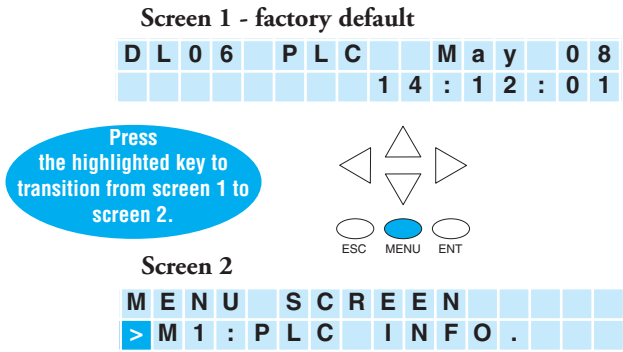 Screen 1 - factory default
DL06 PLC May 08
14:12:01
Press
the highlighted key to
transition from screen 1 to
screen 2.
ESC MENU ENT
Screen 2
MENU SCREEN
>M1:PLC INFO.